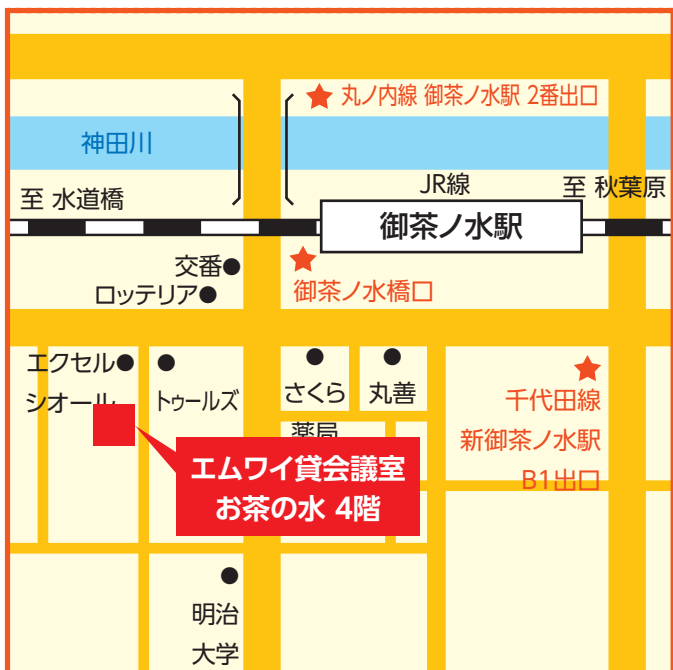 丸ノ内線 御茶ノ水駅 2番出口
神田川
JR線
至 水道橋
至 秋葉原
御茶ノ水駅
交番
ロッテリア
御茶ノ水橋口
エクセル
シオール
トゥールズ
さくら
薬局
丸善
千代田線
新御茶ノ水駅
B1出口
エムワイ貸会議室
お茶の水 4階
明治
大学